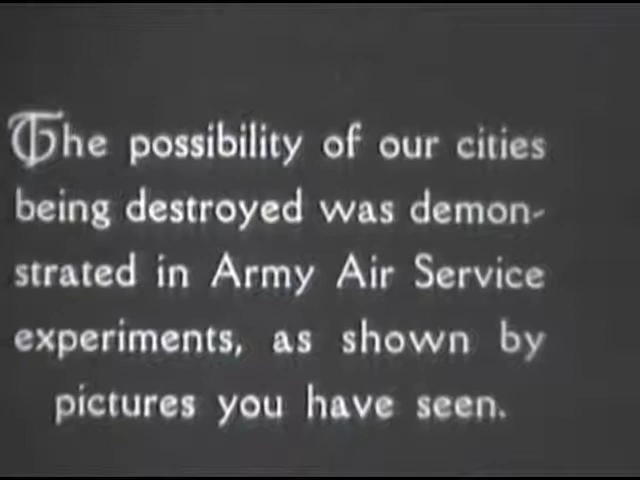 The possibility of our cities
being destroyed was demon-
strated in Army Air Service
experiments, as shown by
pictures you have seen.